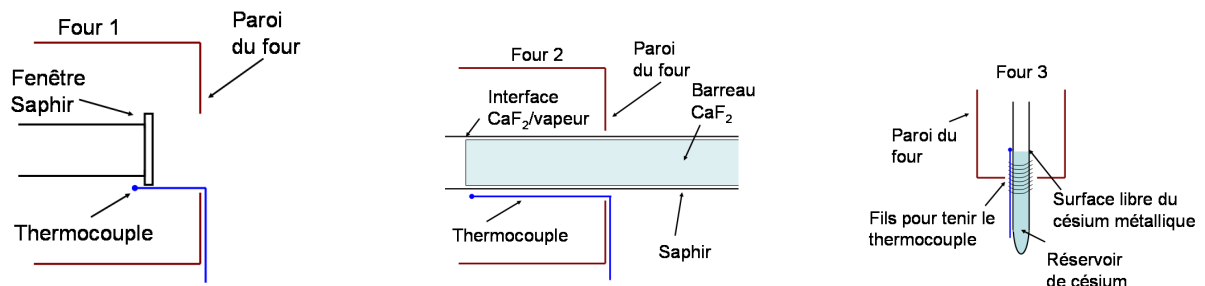 Four 1
Paroi
du four
Fenêtre
Saphir
Thermocouple
Four 2
Paroi
du four
Interface
CaF₂/vapeur
Barreau
CaF₂
Thermocouple
Saphir
Four 3
Paroi du
four
Fils pour tenir le
thermocouple
Surface libre du
césium métallique
Réservoir
de césium